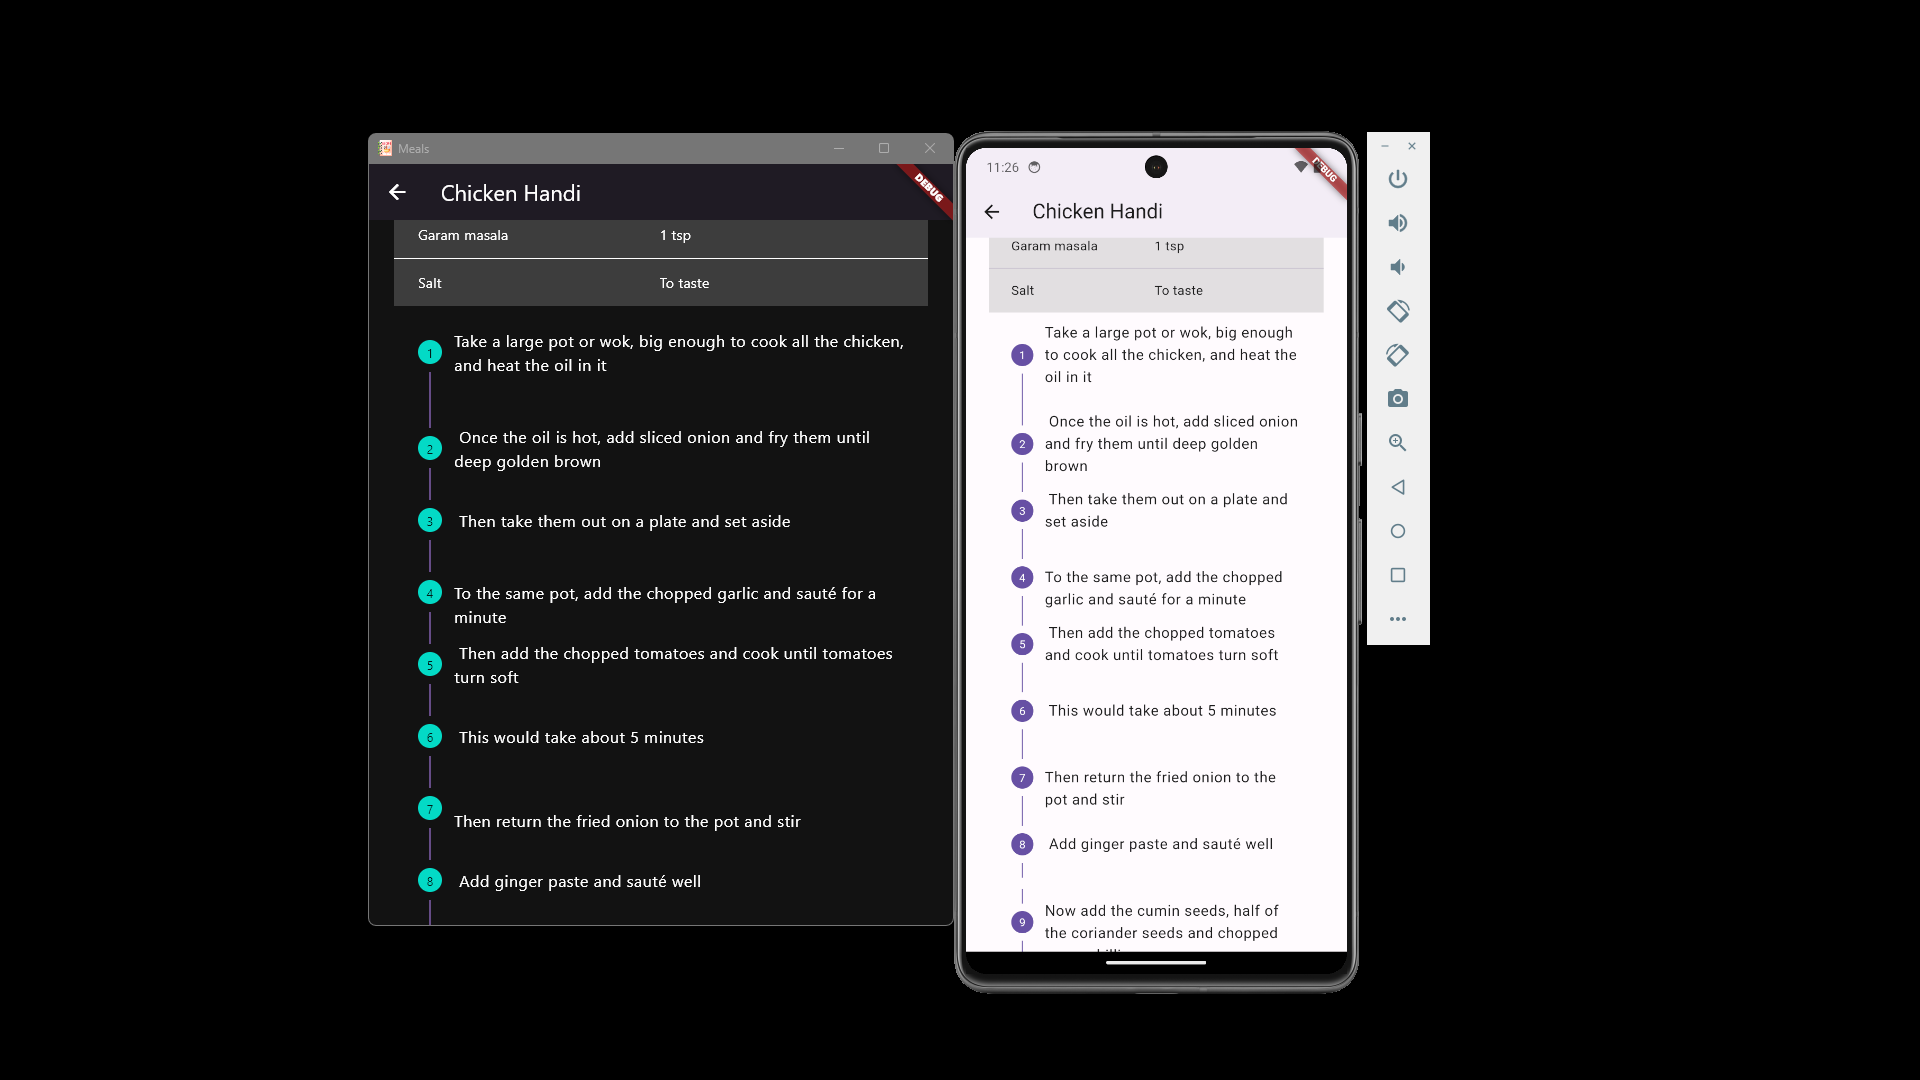 Meals
Chicken Handi
DEBUG
Garam masala 1 tsp
Salt To taste
1 Take a large pot or wok, big enough to cook all the chicken,
and heat the oil in it
2 Once the oil is hot, add sliced onion and fry them until
deep golden brown
3 Then take them out on a plate and set aside
4 To the same pot, add the chopped garlic and sauté for a
minute
5 Then add the chopped tomatoes and cook until tomatoes
turn soft
6 This would take about 5 minutes
7 Then return the fried onion to the pot and stir
8 Add ginger paste and sauté well
11:26
DEBUG
Chicken Handi
Garam masala 1 tsp
Salt To taste
Take a large pot or wok, big enough
1 to cook all the chicken, and heat the
oil in it
Once the oil is hot, add sliced onion
2 and fry them until deep golden
brown
3 Then take them out on a plate and
set aside
4 To the same pot, add the chopped
garlic and sauté for a minute
5 Then add the chopped tomatoes
and cook until tomatoes turn soft
6 This would take about 5 minutes
7 Then return the fried onion to the
pot and stir
8 Add ginger paste and sauté well
9 Now add the cumin seeds, half of
the coriander seeds and chopped